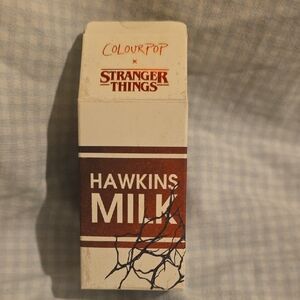 COLOURPOP
×
STRANGER
THINGS
HAWKINS
MILK